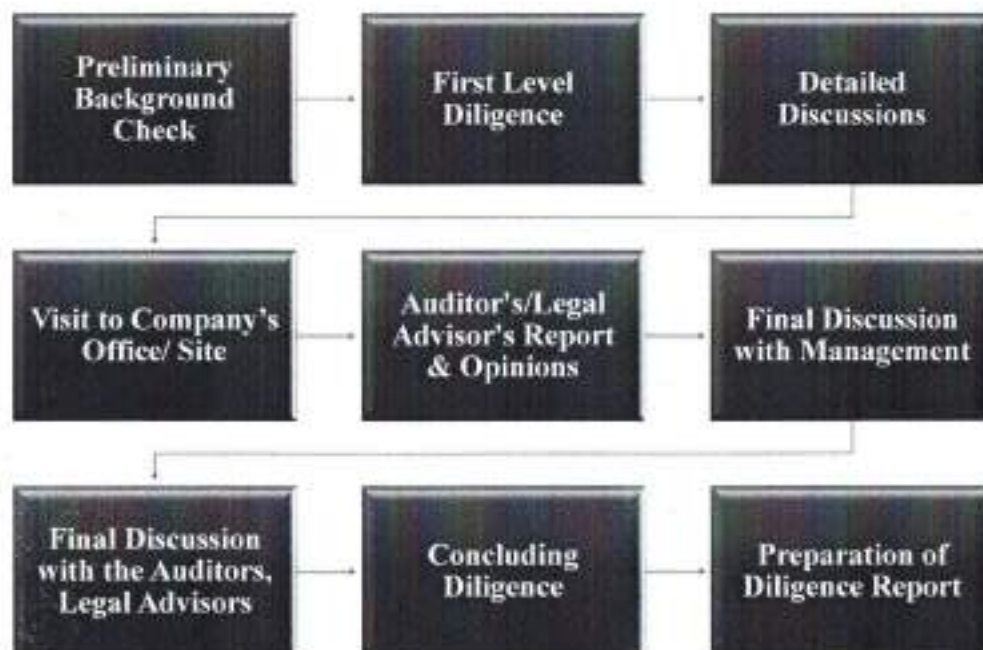 Preliminary
Background
Check
First Level
Diligence
Detailed
Discussions
Visit to Company's
Office/ Site
Auditor's/Legal
Advisor's Report
& Opinions
Final Discussion
with Management
Final Discussion
with the Auditors,
Legal Advisors
Concluding
Diligence
Preparation of
Diligence Report